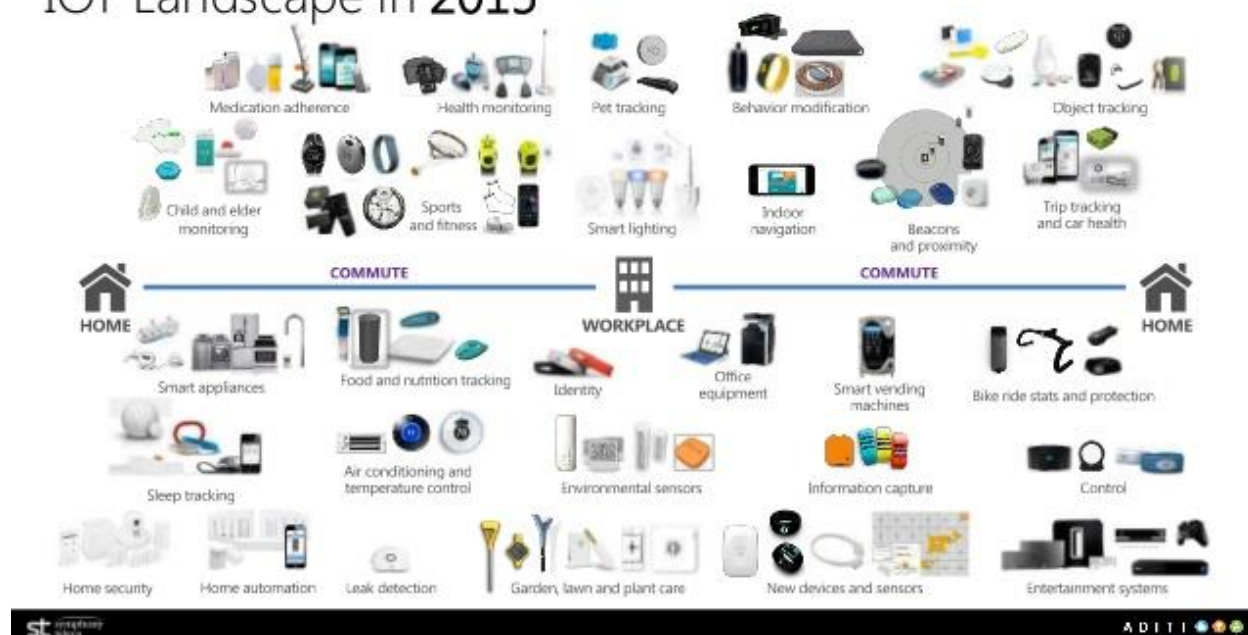 IOT Landscape in 2015
Medication adherence
Health monitoring
Pet tracking
Behavior modification
Object tracking
Child and elder
monitoring
Sports
and fitness
Smart lighting
Indoor
navigation
Beacons
and proximity
Trip tracking
and car health
COMMUTE
COMMUTE
HOME
WORKPLACE
HOME
Smart appliances
Food and nutrition tracking
Identity
Office
equipment
Smart vending
machines
Bike ride stats and protection
Sleep tracking
Air conditioning and
temperature control
Environmental sensors
Information capture
Control
Home security
Home automation
Leak detection
Garden, lawn and plant care
New devices and sensors
Entertainment systems
st symphony
ADITI